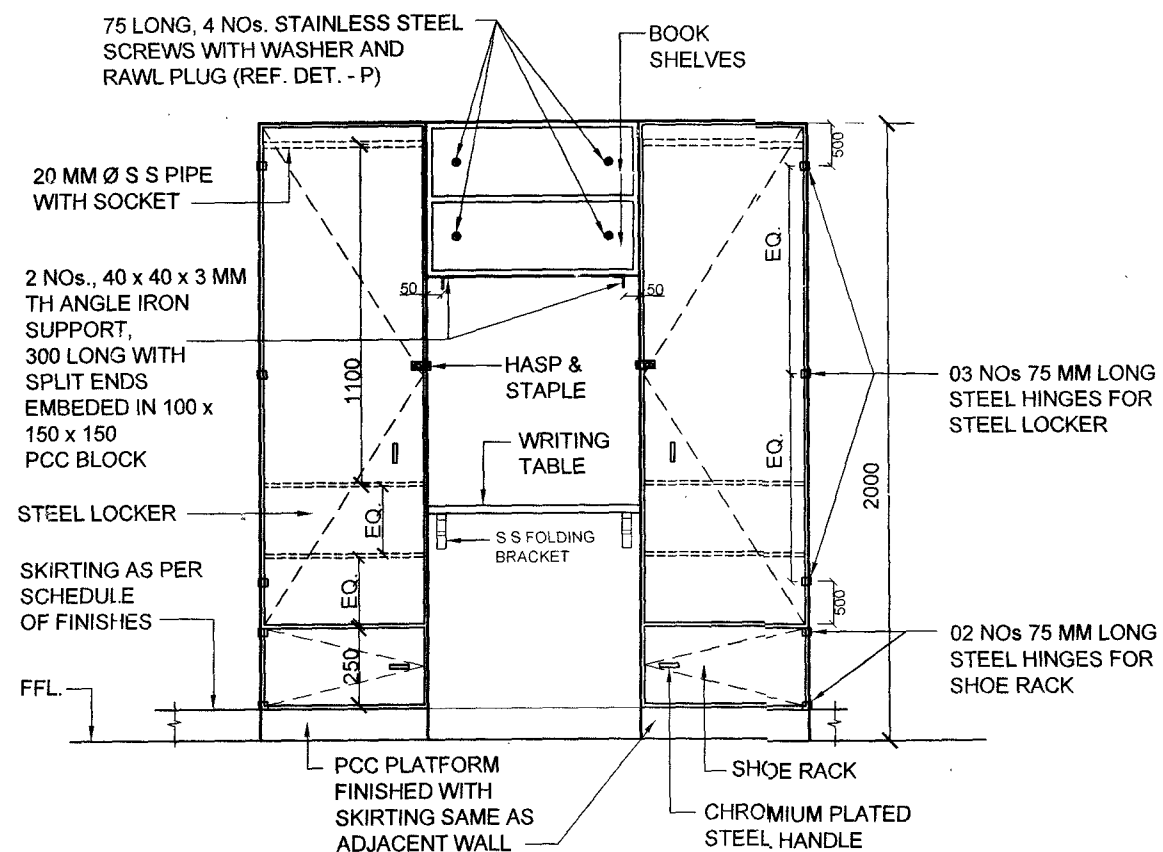 75 LONG, 4 NOs. STAINLESS STEEL
SCREWS WITH WASHER AND
RAWL PLUG (REF. DET. - P)
BOOK
SHELVES
500
20 MM Ø S S PIPE
WITH SOCKET
EQ.
2 NOs., 40 x 40 x 3 MM
TH ANGLE IRON
SUPPORT,
300 LONG WITH
SPLIT ENDS
EMBEDED IN 100 x
150 x 150
PCC BLOCK
50
50
1100
HASP &
STAPLE
03 NOs 75 MM LONG
STEEL HINGES FOR
STEEL LOCKER
WRITING
TABLE
EQ.
2000
STEEL LOCKER
EQ.
S S FOLDING
BRACKET
SKIRTING AS PER
SCHEDULE
OF FINISHES
EQ.
500
02 NOs 75 MM LONG
STEEL HINGES FOR
SHOE RACK
250
FFL.
PCC PLATFORM
FINISHED WITH
SKIRTING SAME AS
ADJACENT WALL
SHOE RACK
CHROMIUM PLATED
STEEL HANDLE